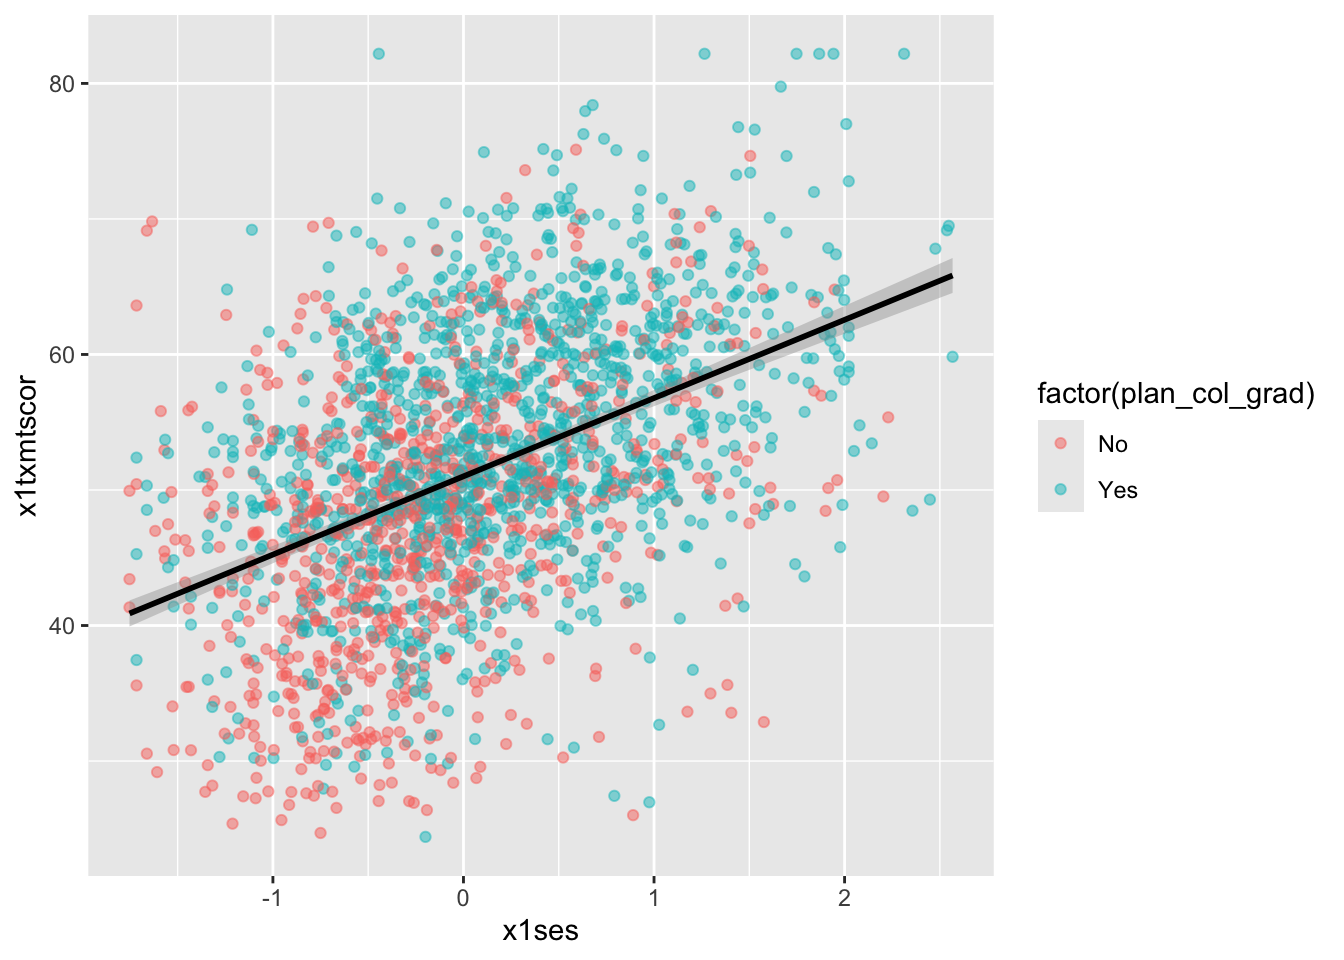 80
60
40
x1txmtscor
-1
0
1
2
x1ses
factor(plan_col_grad)
No
Yes